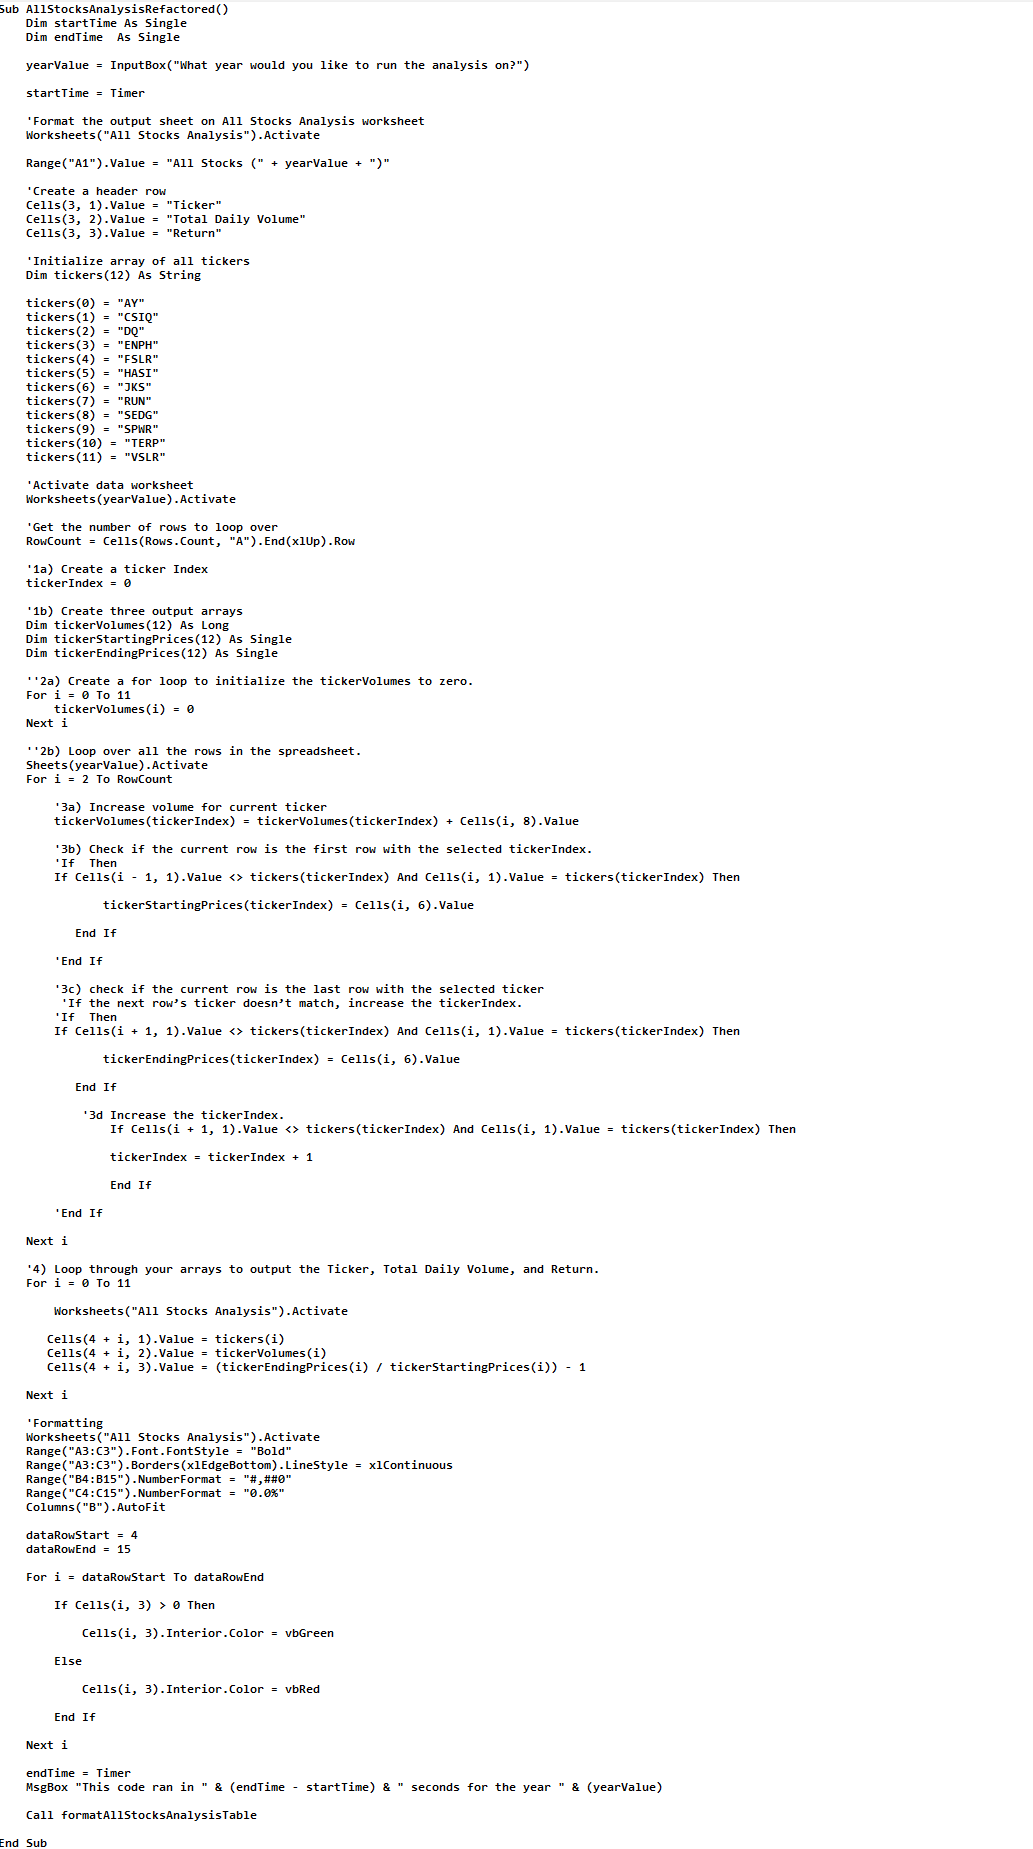 Sub AllStocksAnalysisRefactored()
Dim startTime As Single
Dim endTime  As Single
yearValue = InputBox("What year would you like to run the analysis on?")
startTime = Timer
'Format the output sheet on All Stocks Analysis worksheet
Worksheets("All Stocks Analysis").Activate
Range("A1").Value = "All Stocks (" + yearValue + ")"
'Create a header row
Cells(3, 1).Value = "Ticker"
Cells(3, 2).Value = "Total Daily Volume"
Cells(3, 3).Value = "Return"
'Initialize array of all tickers
Dim tickers(12) As String
tickers(0) = "AY"
tickers(1) = "CSIQ"
tickers(2) = "DQ"
tickers(3) = "ENPH"
tickers(4) = "FSLR"
tickers(5) = "HASI"
tickers(6) = "JKS"
tickers(7) = "RUN"
tickers(8) = "SEDG"
tickers(9) = "SPWR"
tickers(10) = "TERP"
tickers(11) = "VSLR"
'Activate data worksheet
Worksheets(yearValue).Activate
'Get the number of rows to loop over
RowCount = Cells(Rows.Count, "A").End(xlUp).Row
'1a) Create a ticker Index
tickerIndex = 0
'1b) Create three output arrays
Dim tickerVolumes(12) As Long
Dim tickerStartingPrices(12) As Single
Dim tickerEndingPrices(12) As Single
''2a) Create a for loop to initialize the tickerVolumes to zero.
For i = 0 To 11
tickerVolumes(i) = 0
Next i
''2b) Loop over all the rows in the spreadsheet.
Sheets(yearValue).Activate
For i = 2 To RowCount
'3a) Increase volume for current ticker
tickerVolumes(tickerIndex) = tickerVolumes(tickerIndex) + Cells(i, 8).Value
'3b) Check if the current row is the first row with the selected tickerIndex.
'If  Then
If Cells(i - 1, 1).Value <> tickers(tickerIndex) And Cells(i, 1).Value = tickers(tickerIndex) Then
tickerStartingPrices(tickerIndex) = Cells(i, 6).Value
End If
'End If
'3c) check if the current row is the last row with the selected ticker
'If the next row’s ticker doesn’t match, increase the tickerIndex.
'If  Then
If Cells(i + 1, 1).Value <> tickers(tickerIndex) And Cells(i, 1).Value = tickers(tickerIndex) Then
tickerEndingPrices(tickerIndex) = Cells(i, 6).Value
End If
'3d Increase the tickerIndex.
If Cells(i + 1, 1).Value <> tickers(tickerIndex) And Cells(i, 1).Value = tickers(tickerIndex) Then
tickerIndex = tickerIndex + 1
End If
'End If
Next i
'4) Loop through your arrays to output the Ticker, Total Daily Volume, and Return.
For i = 0 To 11
Worksheets("All Stocks Analysis").Activate
Cells(4 + i, 1).Value = tickers(i)
Cells(4 + i, 2).Value = tickerVolumes(i)
Cells(4 + i, 3).Value = (tickerEndingPrices(i) / tickerStartingPrices(i)) - 1
Next i
'Formatting
Worksheets("All Stocks Analysis").Activate
Range("A3:C3").Font.FontStyle = "Bold"
Range("A3:C3").Borders(xlEdgeBottom).LineStyle = xlContinuous
Range("B4:B15").NumberFormat = "#,##0"
Range("C4:C15").NumberFormat = "0.0%"
Columns("B").AutoFit
dataRowStart = 4
dataRowEnd = 15
For i = dataRowStart To dataRowEnd
If Cells(i, 3) > 0 Then
Cells(i, 3).Interior.Color = vbGreen
Else
Cells(i, 3).Interior.Color = vbRed
End If
Next i
endTime = Timer
MsgBox "This code ran in " & (endTime - startTime) & " seconds for the year " & (yearValue)
Call formatAllStocksAnalysisTable
End Sub